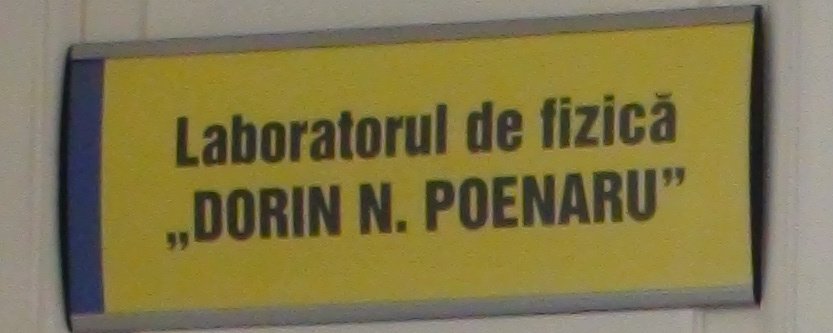 Laboratorul de fizică
„DORIN N. POENARU”